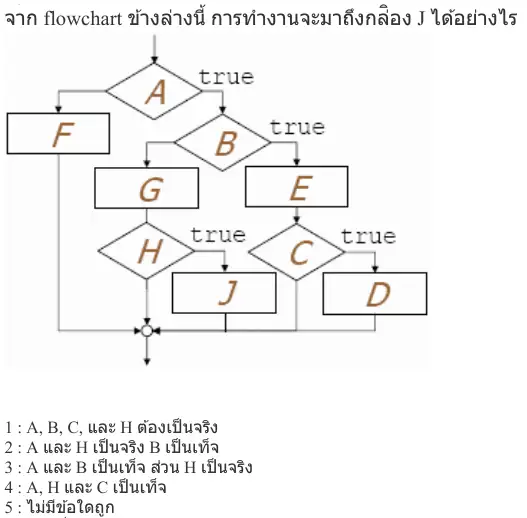 จาก flowchart ข้างล่างนี้ การทำงานจะมาถึงกล่อง J ได้อย่างไร
true
A
F
true
B
G
E
true
true
H
C
J
D
1 : A, B, C, และ H ต้องเป็นจริง
2 : A และ H เป็นจริง B เป็นเท็จ
3 : A และ B เป็นเท็จ ส่วน H เป็นจริง
4 : A, H และ C เป็นเท็จ
5 : ไม่มีข้อใดถูก